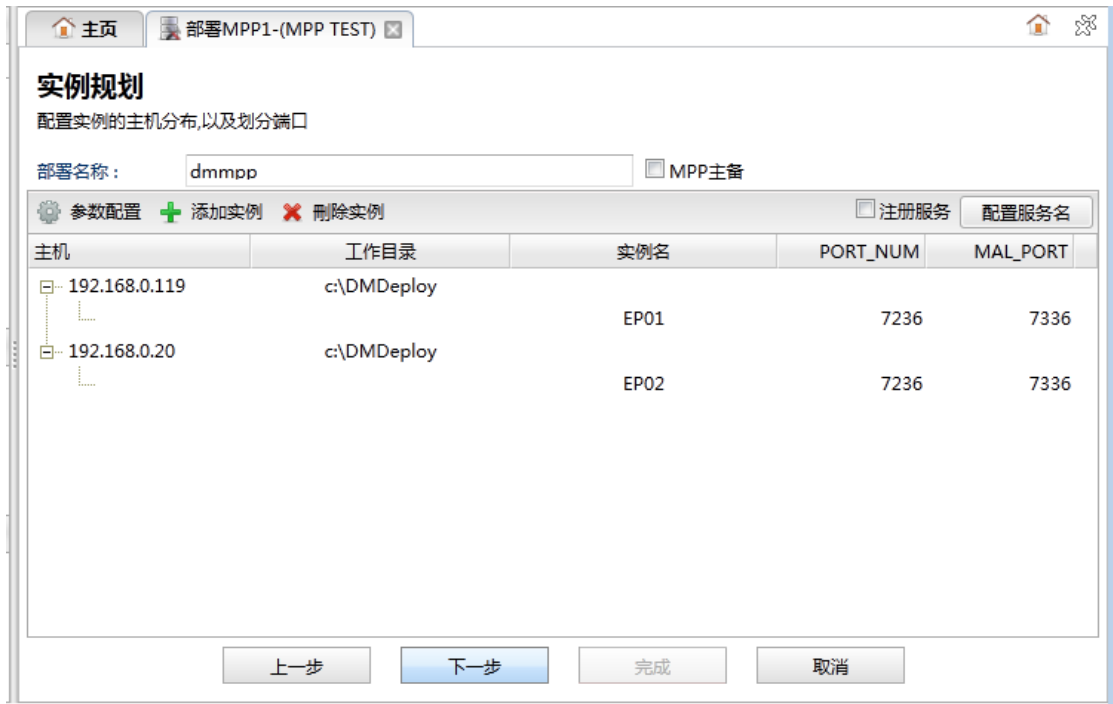 主页 部署MPP1-(MPP TEST)
实例规划
配置实例的主机分布,以及划分端口
部署名称： dmmpp MPP主备
参数配置 添加实例 刪除实例 注册服务 配置服务名
主机 工作目录 实例名 PORT_NUM MAL_PORT
192.168.0.119 c:\DMDeploy
EP01 7236 7336
192.168.0.20 c:\DMDeploy
EP02 7236 7336
上一步 下一步 完成 取消